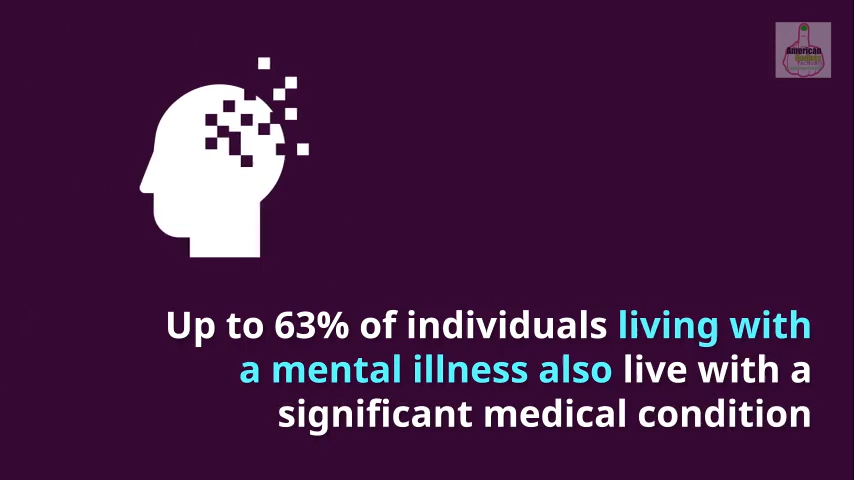 American
Up to 63% of individuals living with
a mental illness also live with a
significant medical condition